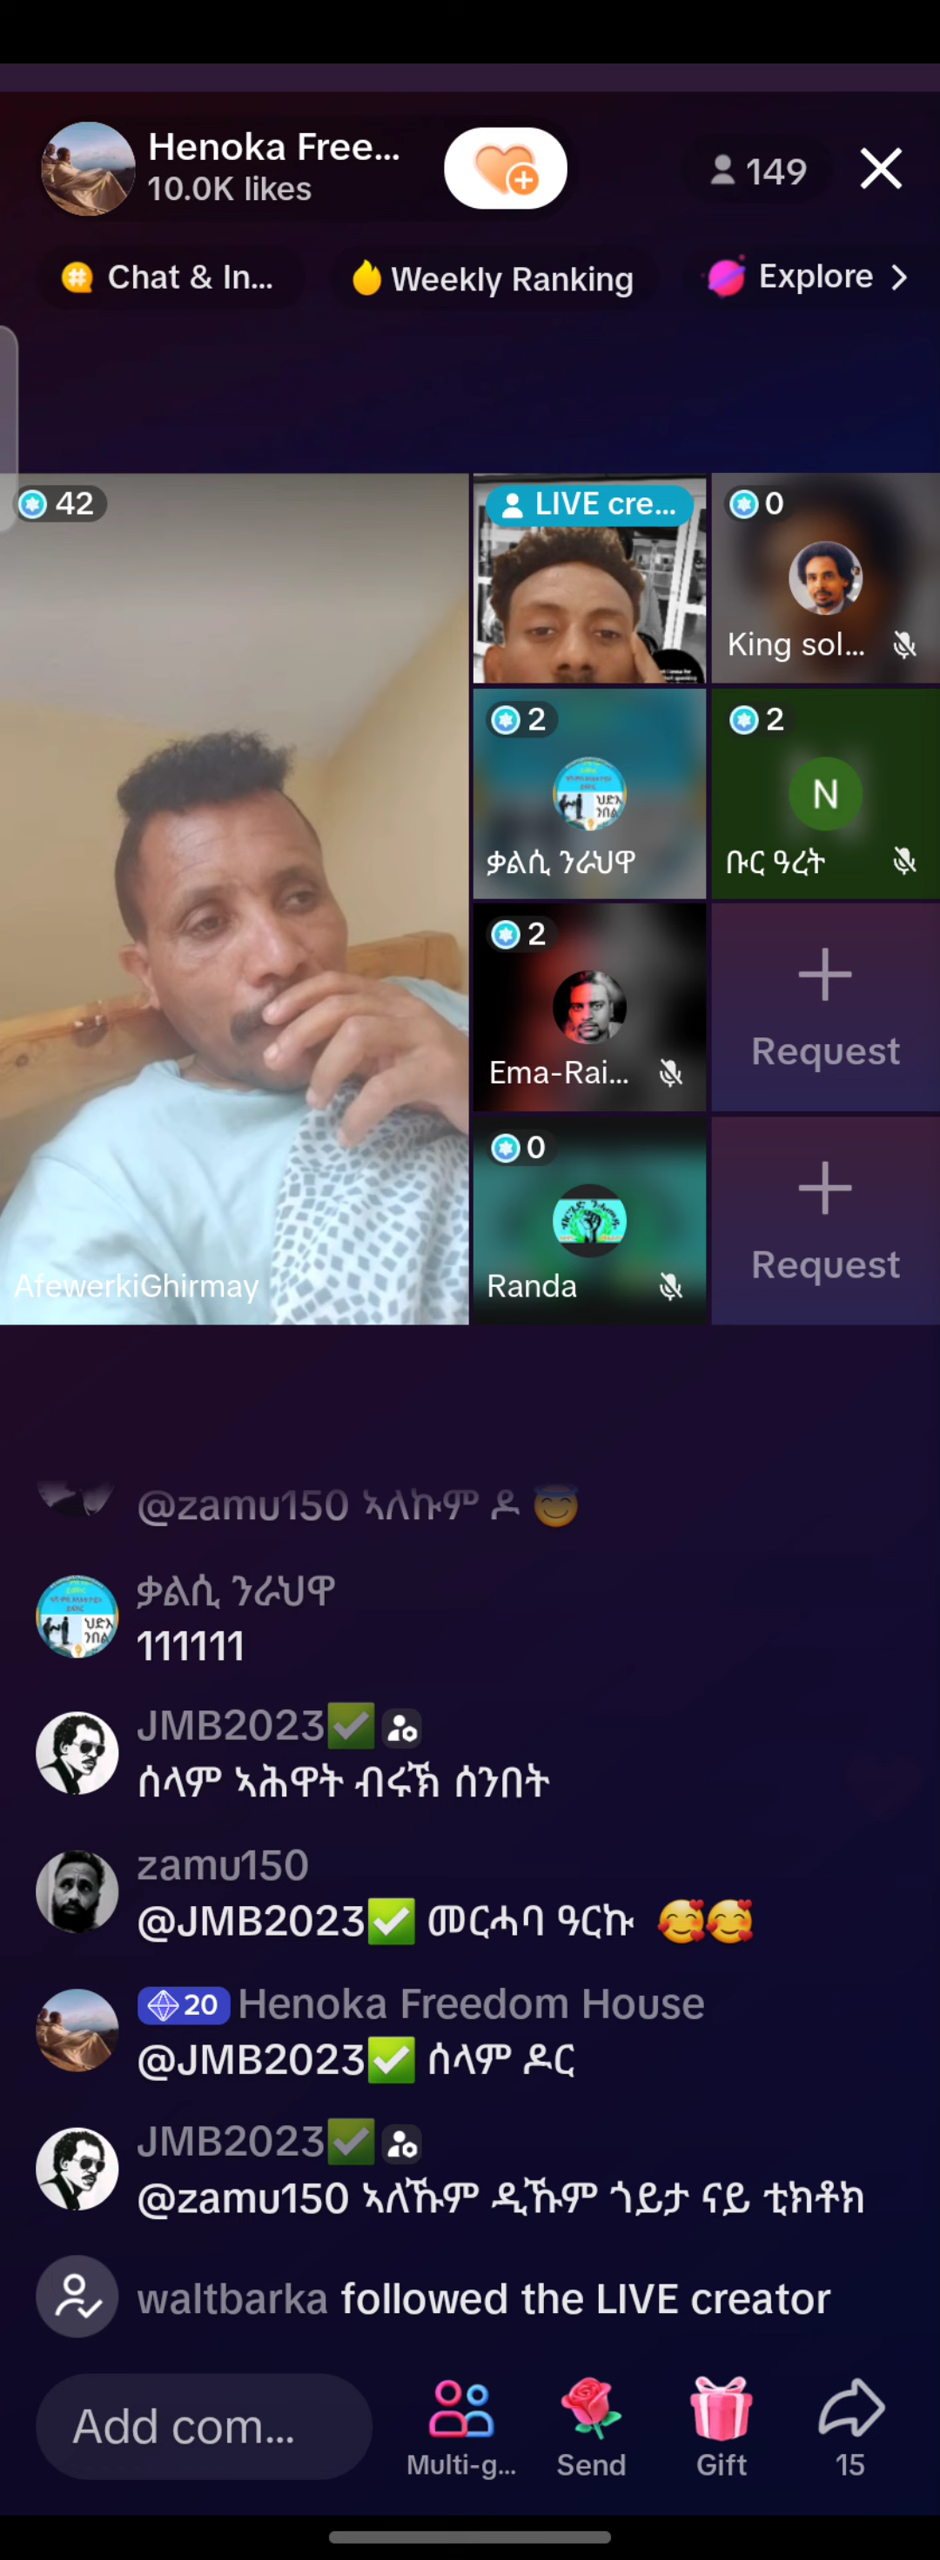 Henoka Free...
10.0K likes
149
Chat & In...
Weekly Ranking
Explore
42
LIVE cre...
0
King sol...
2
ህድኦ
ንበል
ቃልሲ ንራህዋ
2
N
ቡር ዓረት
2
Ema-Rai...
Request
0
Randa
Request
AfewerkiGhirmay
@zamu150 ኣለኩም ዶ 😇
ቃልሲ ንራህዋ
111111
JMB2023✅
ሰላም ኣሕዋት ብሩኽ ሰንበት
zamu150
@JMB2023✅ መርሓባ ዓርኩ 🥰🥰
20 Henoka Freedom House
@JMB2023✅ ሰላም ዶር
JMB2023✅
@zamu150 ኣለኹም ዲኹም ጎይታ ናይ ቲክቶክ
waltbarka followed the LIVE creator
Add com...
Multi-g...
Send
Gift
15